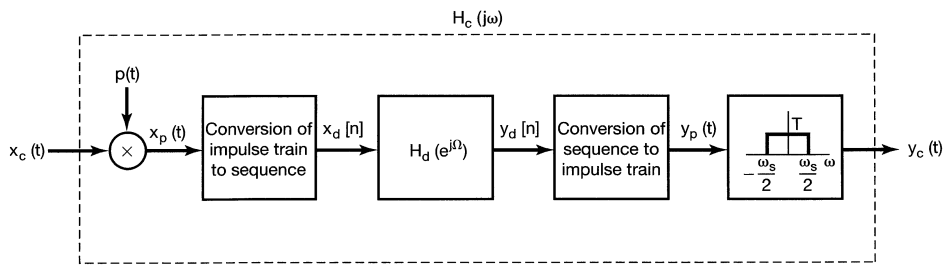 H_c (jω)
p(t)
x_c (t)
×
x_p (t)
Conversion of
impulse train
to sequence
x_d [n]
H_d (e^{jΩ})
y_d [n]
Conversion of
sequence to
impulse train
y_p (t)
T
-ω_s/2
ω_s/2
ω
y_c (t)